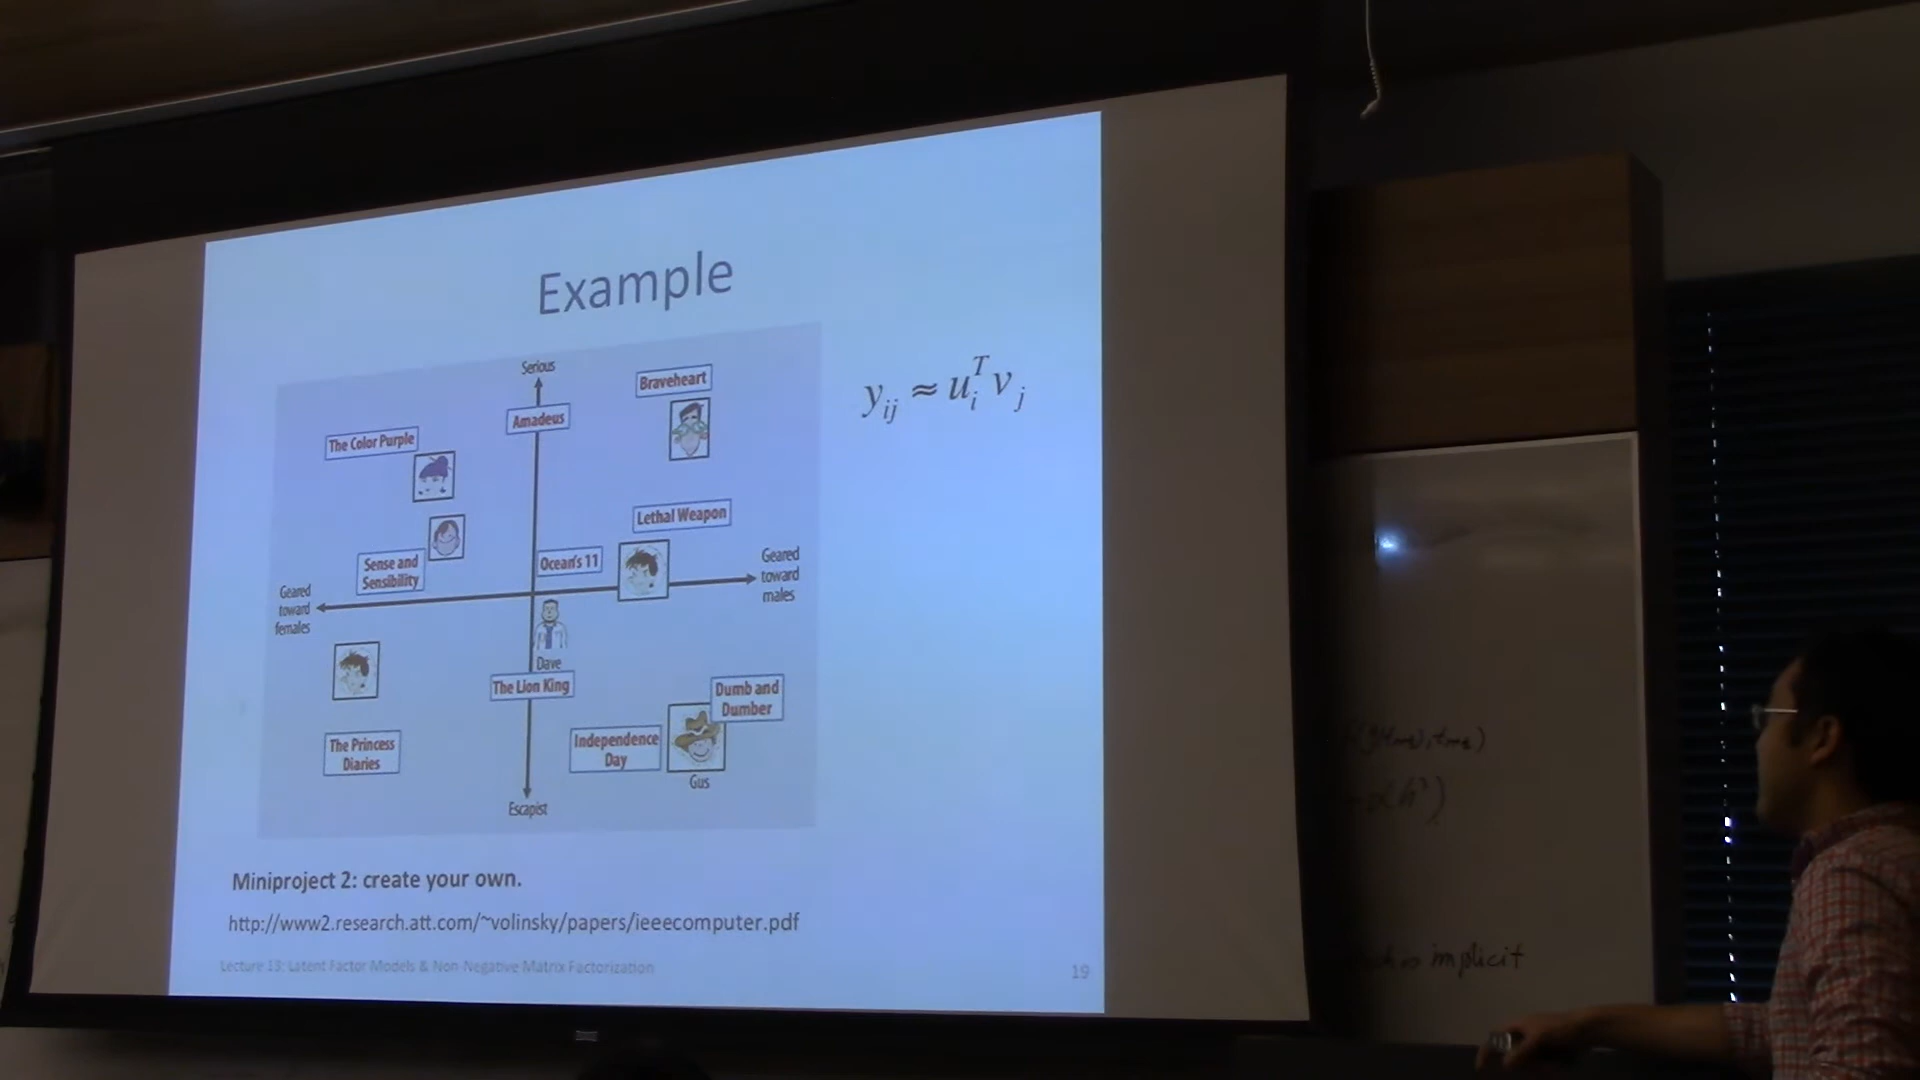 Example
Serious
Braveheart
Amadeus
The Color Purple
y_{ij} ≈ u_i^T v_j
Lethal Weapon
Ocean's 11
Sense and
Sensibility
Geared
toward
males
Geared
toward
females
Dave
The Lion King
Dumb and
Dumber
Independence
Day
The Princess
Diaries
Gus
Escapist
Miniproject 2: create your own.
http://www2.research.att.com/~volinsky/papers/ieeecomputer.pdf
Lecture 13: Latent Factor Models & Non-Negative Matrix Factorization
19
implicit